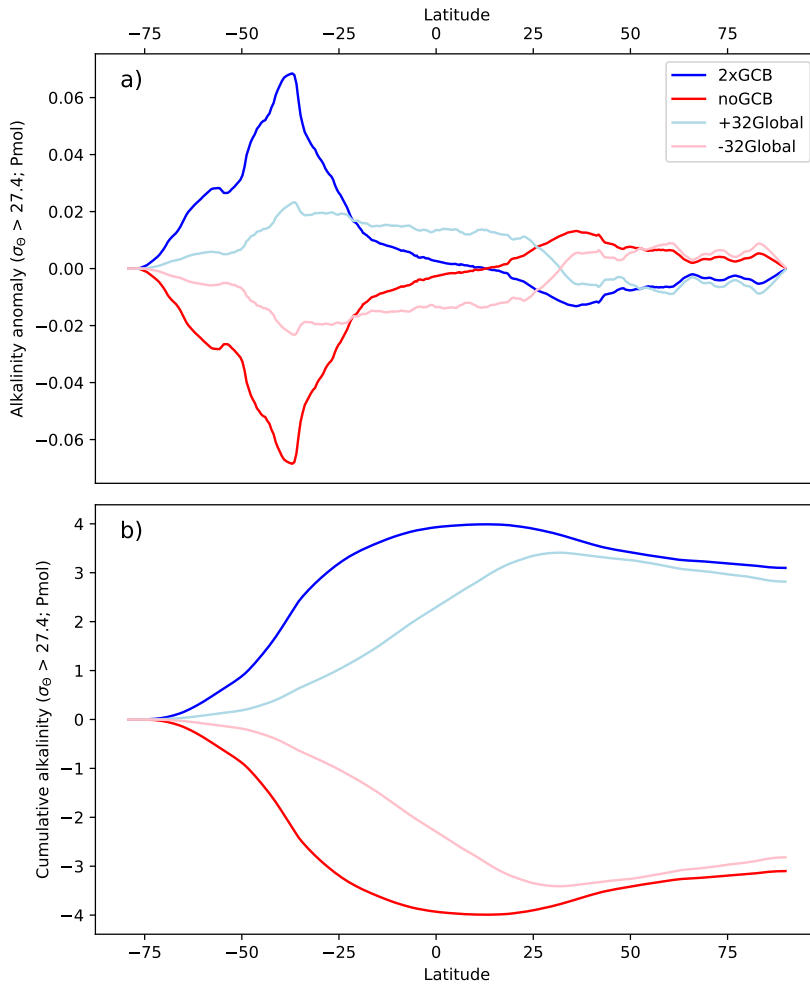 Latitude
−75 −50 −25 0 25 50 75
a)
2xGCB
noGCB
+32Global
-32Global
0.06
0.04
0.02
0.00
−0.02
−0.04
−0.06
Alkalinity anomaly (σ_Θ > 27.4; Pmol)
b)
4
3
2
1
0
−1
−2
−3
−4
Cumulative alkalinity (σ_Θ > 27.4; Pmol)
−75 −50 −25 0 25 50 75
Latitude